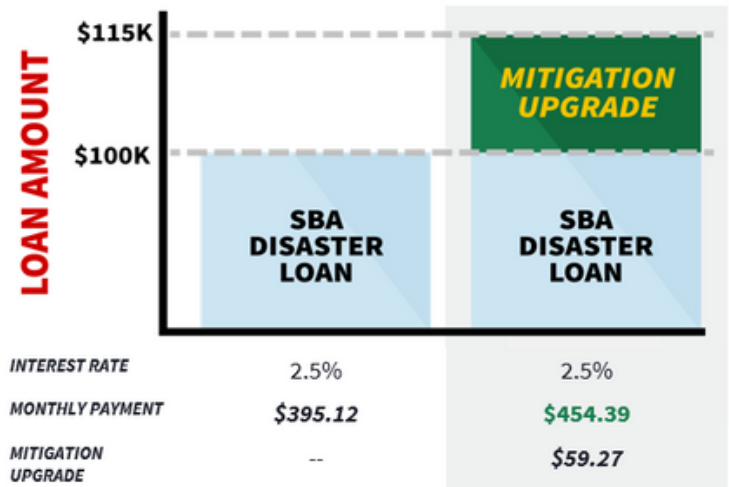 $115K
MITIGATION
UPGRADE
$100K
LOAN AMOUNT
SBA
DISASTER
LOAN
SBA
DISASTER
LOAN
INTEREST RATE 2.5% 2.5%
MONTHLY PAYMENT $395.12 $454.39
MITIGATION
UPGRADE -- $59.27